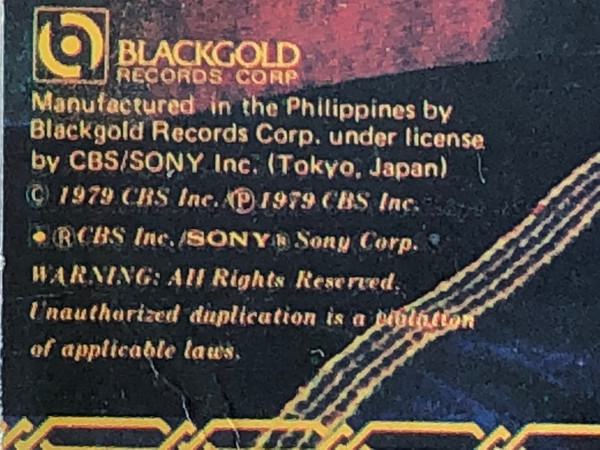 BLACKGOLD
RECORDS CORP
Manufactured in the Philippines by
Blackgold Records Corp. under license
by CBS/SONY Inc. (Tokyo, Japan)
© 1979 CBS Inc./Ⓟ 1979 CBS Inc.
● ® CBS Inc./SONY ® Sony Corp.
WARNING: All Rights Reserved.
Unauthorized duplication is a violation
of applicable laws.